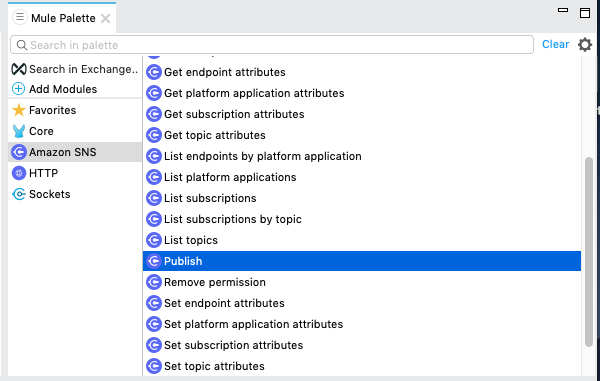 Mule Palette
Search in palette
Clear
Search in Exchange..
Add Modules
Favorites
Core
Amazon SNS
HTTP
Sockets
Get endpoint attributes
Get platform application attributes
Get subscription attributes
Get topic attributes
List endpoints by platform application
List platform applications
List subscriptions
List subscriptions by topic
List topics
Publish
Remove permission
Set endpoint attributes
Set platform application attributes
Set subscription attributes
Set topic attributes